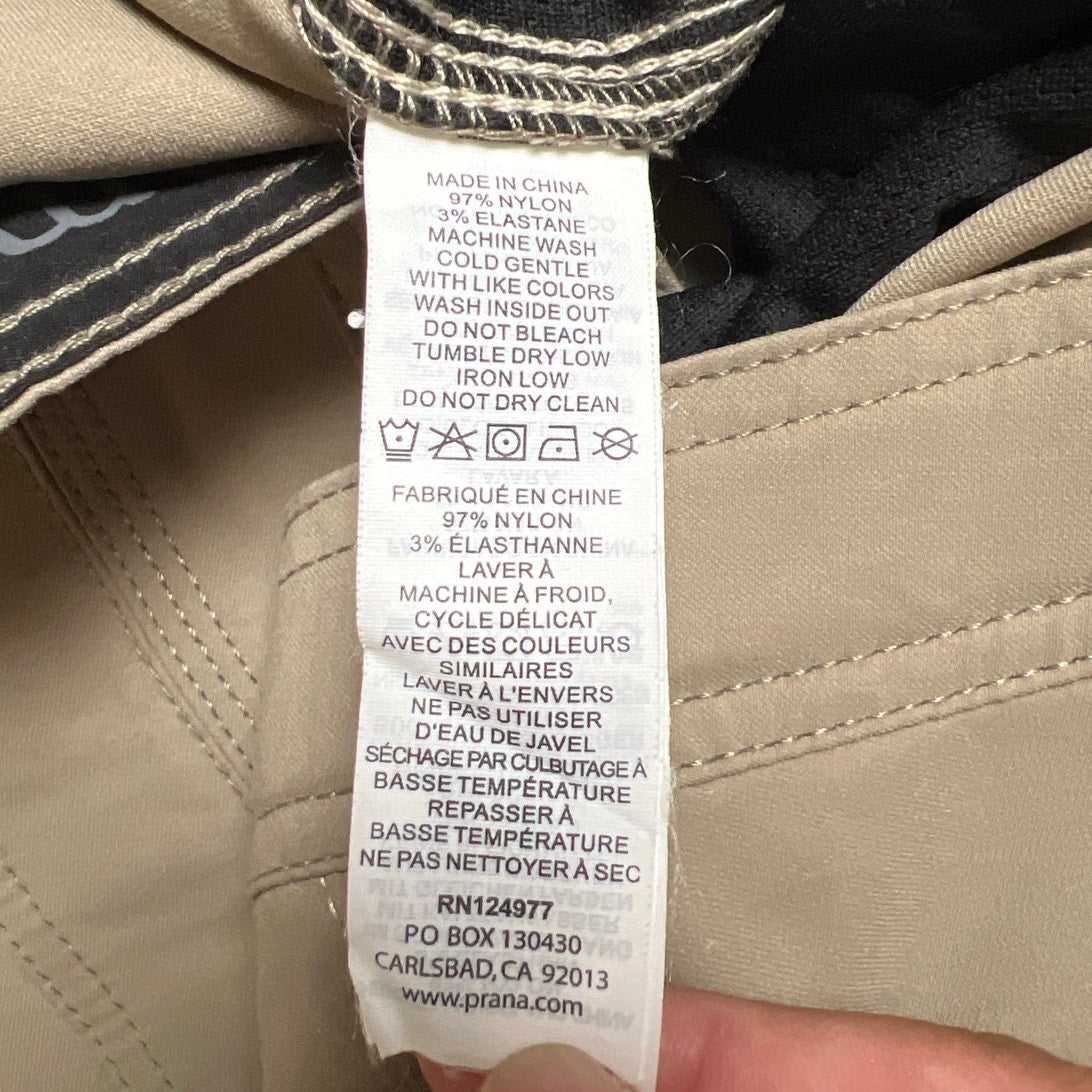 MADE IN CHINA
97% NYLON
3% ELASTANE
MACHINE WASH
COLD GENTLE
WITH LIKE COLORS
WASH INSIDE OUT
DO NOT BLEACH
TUMBLE DRY LOW
IRON LOW
DO NOT DRY CLEAN
FABRIQUÉ EN CHINE
97% NYLON
3% ÉLASTHANNE
LAVER À
MACHINE À FROID,
CYCLE DÉLICAT
AVEC DES COULEURS
SIMILAIRES
LAVER À L'ENVERS
NE PAS UTILISER
D'EAU DE JAVEL
SÉCHAGE PAR CULBUTAGE À
BASSE TEMPÉRATURE
REPASSER À
BASSE TEMPÉRATURE
NE PAS NETTOYER À SEC
RN124977
PO BOX 130430
CARLSBAD, CA 92013
www.prana.com